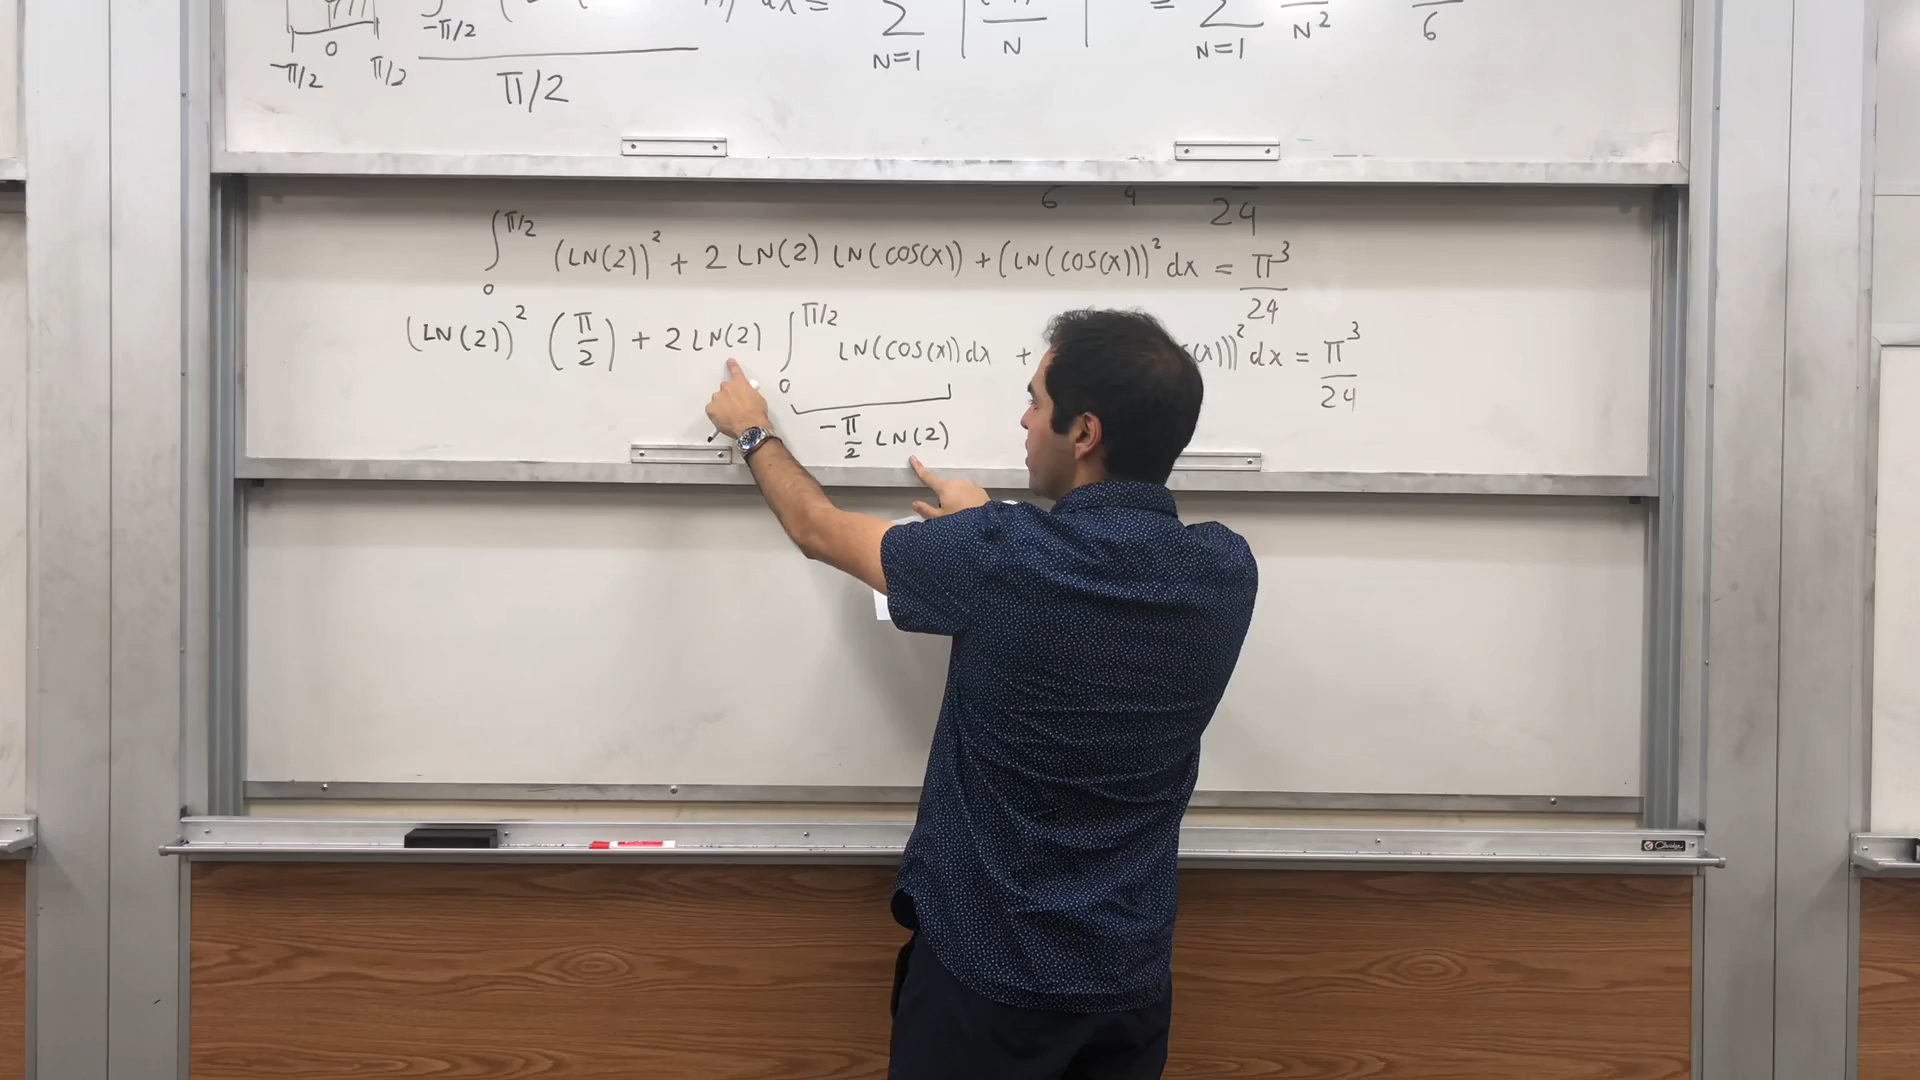 dx = Σ N=1 N = Σ N=1 N² 6
-π/2 0 π/2 -π/2 π/2
6 4 24
∫₀^{π/2} (LN(2))² + 2 LN(2) LN(COS(X)) + (LN(COS(X)))² dx = π³/24
(LN(2))² (π/2) + 2 LN(2) ∫₀^{π/2} LN(COS(X)) dx + (X)))² dx = π³/24
-π/2 LN(2)